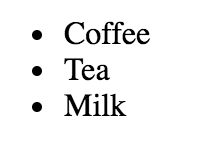 • Coffee
• Tea
• Milk